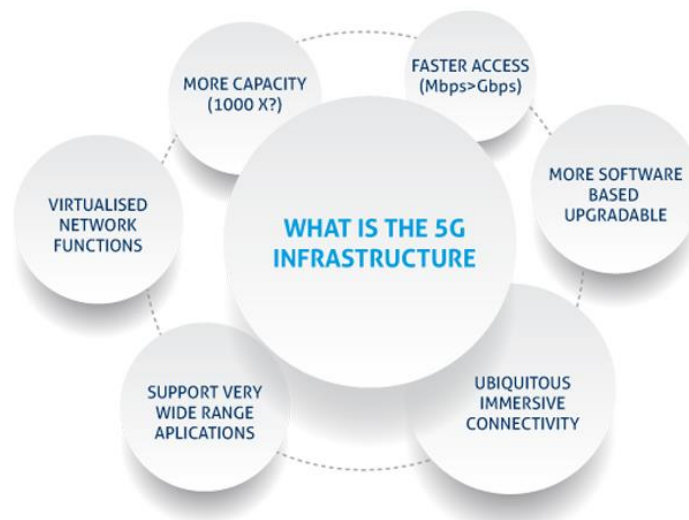 MORE CAPACITY
(1000 X?)
FASTER ACCESS
(Mbps>Gbps)
VIRTUALISED
NETWORK
FUNCTIONS
WHAT IS THE 5G
INFRASTRUCTURE
MORE SOFTWARE
BASED
UPGRADABLE
SUPPORT VERY
WIDE RANGE
APLICATIONS
UBIQUITOUS
IMMERSIVE
CONNECTIVITY